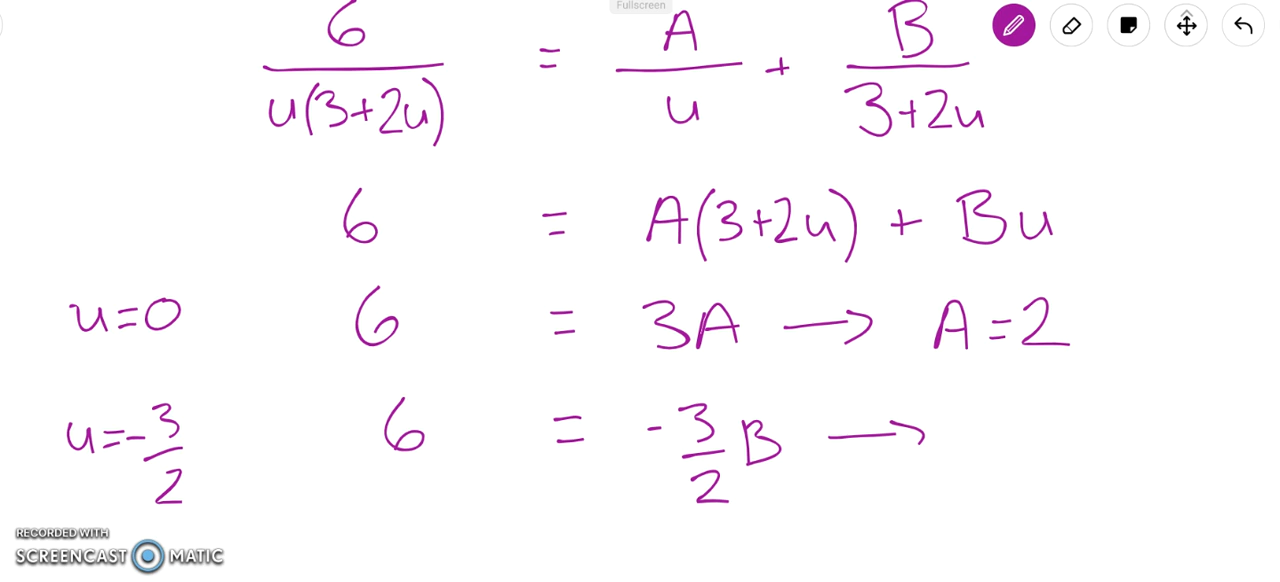 Fullscreen
6/(u(3+2u)) = A/u + B/(3+2u)
6 = A(3+2u) + Bu
u=0 6 = 3A → A=2
u=-3/2 6 = -3/2 B →
RECORDED WITH
SCREENCAST MATIC